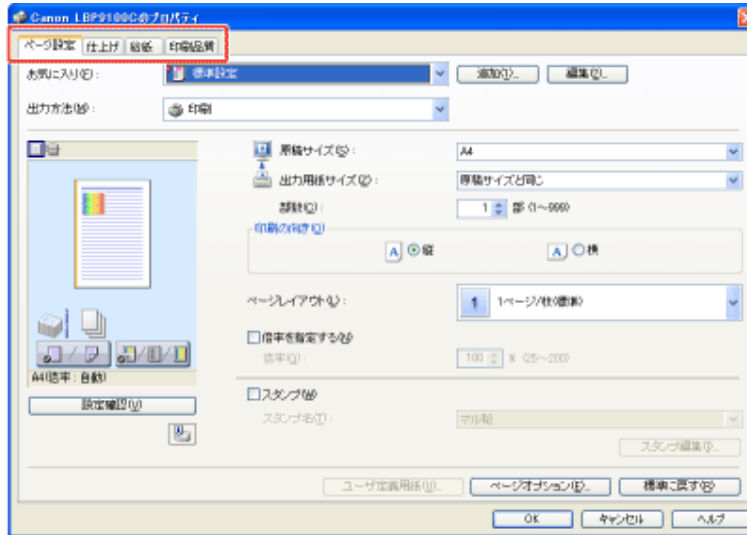 Canon LBP9100Cのプロパティ
ページ設定 仕上げ 給紙 印刷品質
お気に入り(F): 標準設定 追加(1)... 編集(2)...
出力方法(M): 印刷
原稿サイズ(S): A4
出力用紙サイズ(Z): 原稿サイズと同じ
部数(C): 1 部 (1~999)
印刷の向き(O)
A 縦 A 横
ページレイアウト(L): 1 1ページ/枚(標準)
倍率を指定する(N)
倍率(G): 100 % (25~200)
A4(倍率: 自動)
設定確認(V)
スタンプ(W)
スタンプ名(T): マル秘
スタンプ編集(P)...
ユーザ定義用紙(U)... ページオプション(E)... 標準に戻す(R)
OK キャンセル ヘルプ